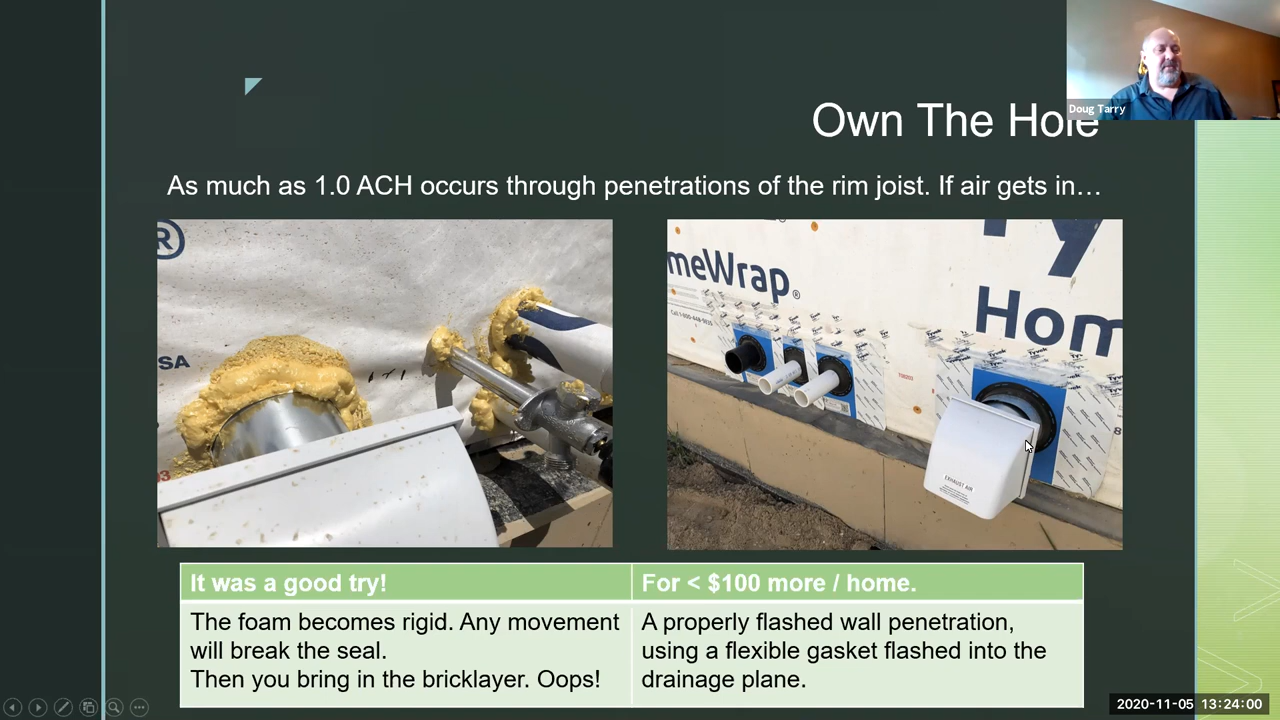 Doug Tarry
Own The Hole
As much as 1.0 ACH occurs through penetrations of the rim joist. If air gets in…
®
SA
meWrap®
Hom
EXHAUST AIR
It was a good try!
For < $100 more / home.
The foam becomes rigid. Any movement
will break the seal.
Then you bring in the bricklayer. Oops!
A properly flashed wall penetration,
using a flexible gasket flashed into the
drainage plane.
2020-11-05 13:24:00